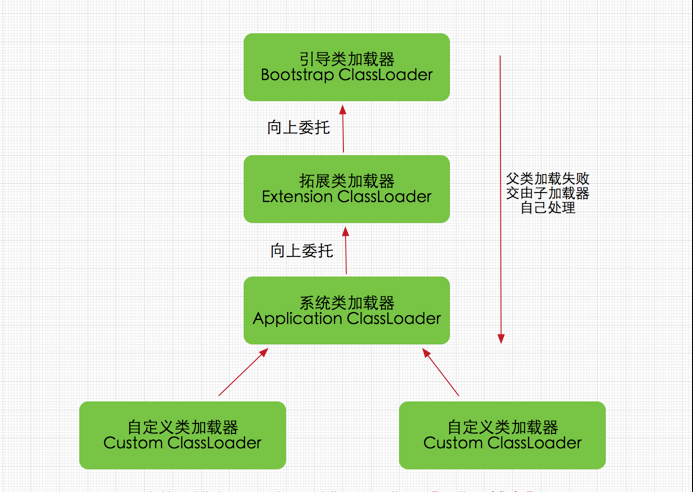 引导类加载器
Bootstrap ClassLoader
向上委托
拓展类加载器
Extension ClassLoader
父类加载失败
交由子加载器
自己处理
向上委托
系统类加载器
Application ClassLoader
自定义类加载器
Custom ClassLoader
自定义类加载器
Custom ClassLoader